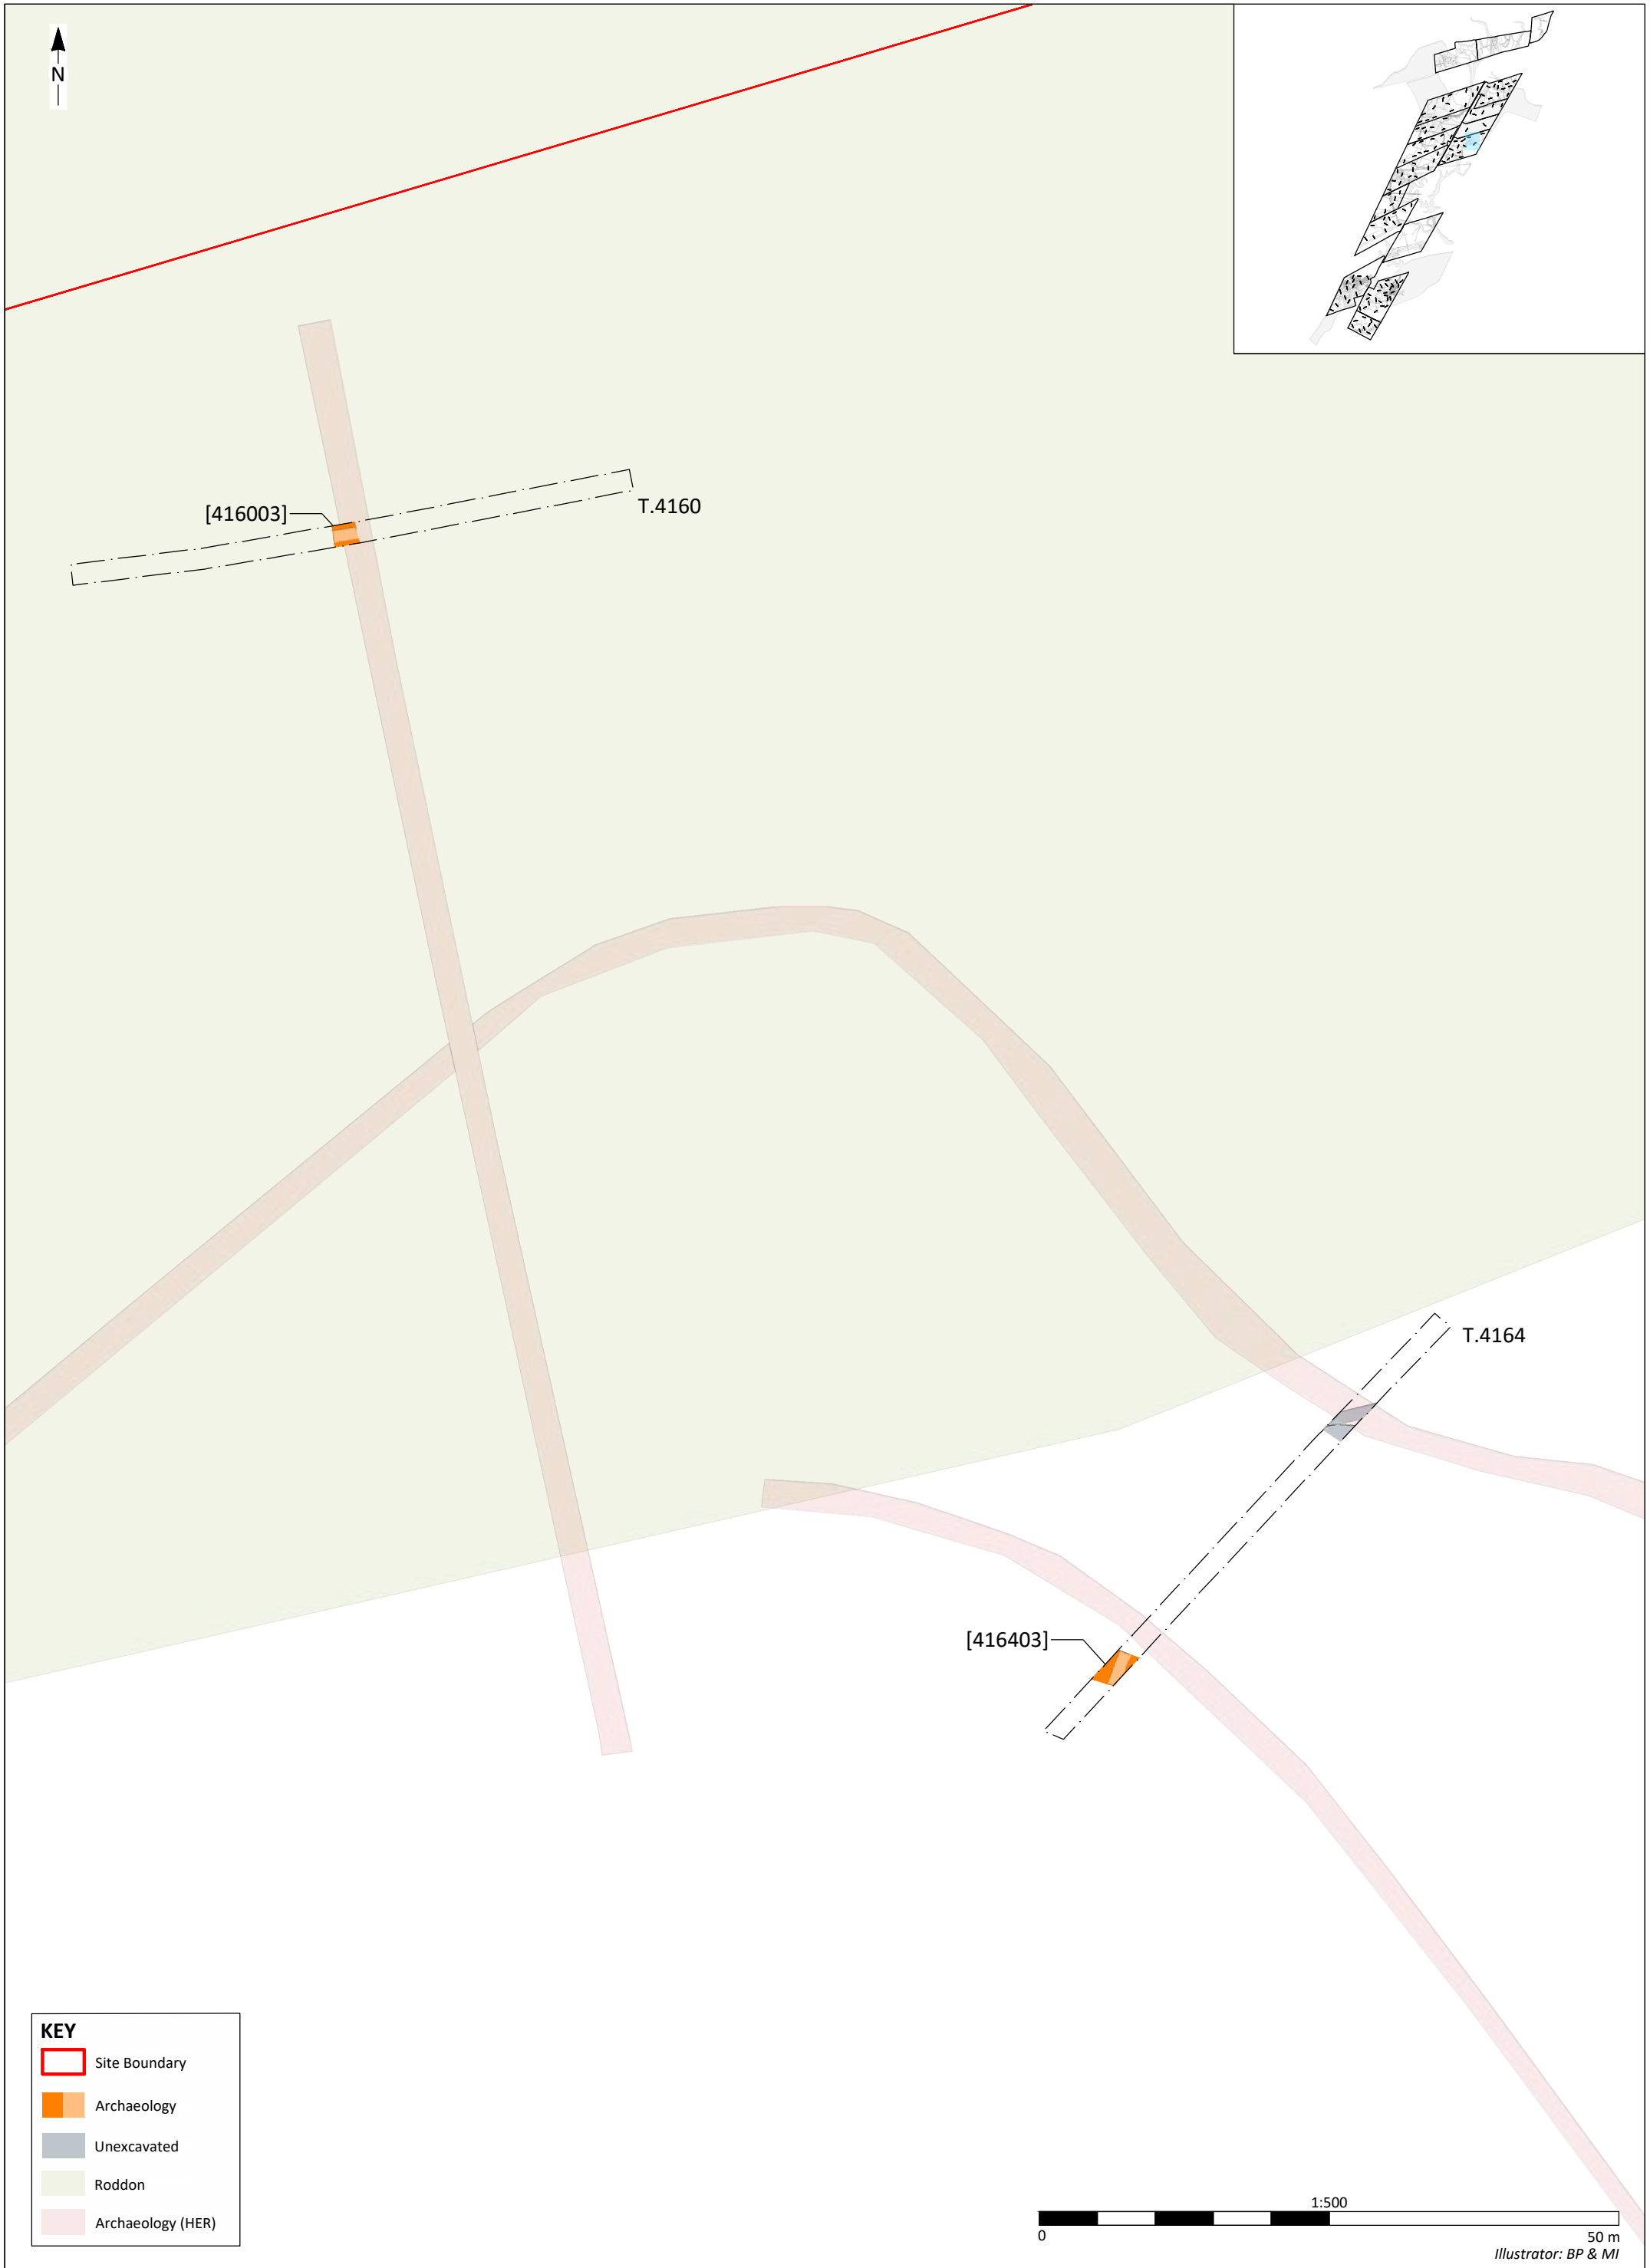 N
[416003]
T.4160
T.4164
[416403]
KEY
Site Boundary
Archaeology
Unexcavated
Roddon
Archaeology (HER)
1:500
0
50 m
Illustrator: BP & MI